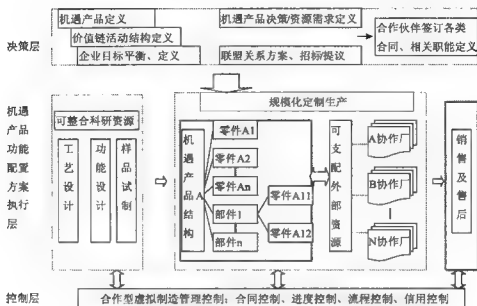 决策层
机遇产品定义
价值链活动结构定义
企业目标平衡、定义
机遇产品决策/资源需求定义
联盟关系方案、招标/提议
合作伙伴签订各类
合同、相关职能定义
机遇
产品
功能
配置
方案
执行
层
可整合科研资源
工艺设计
功能设计
样品试制
规模化定制生产
机遇产品结构
A
零件A1
零件A2
零件An
部件1
部件n
零件A11
零件A12
可支配外部资源
A协作厂
B协作厂
N协作厂
销售及售后
控制层
合作型虚拟制造管理控制：合同控制、进度控制、流程控制、信用控制